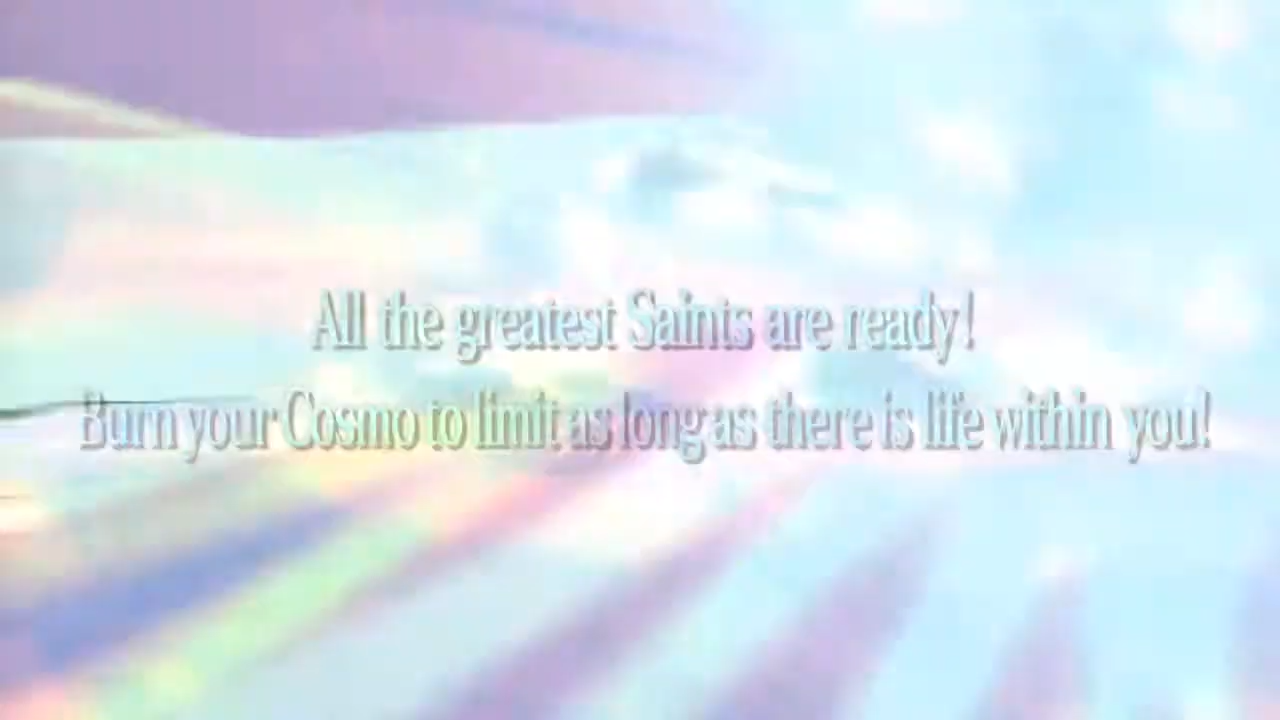 All the greatest Saints are ready!
Burn your Cosmo to limit as long as there is life within you!